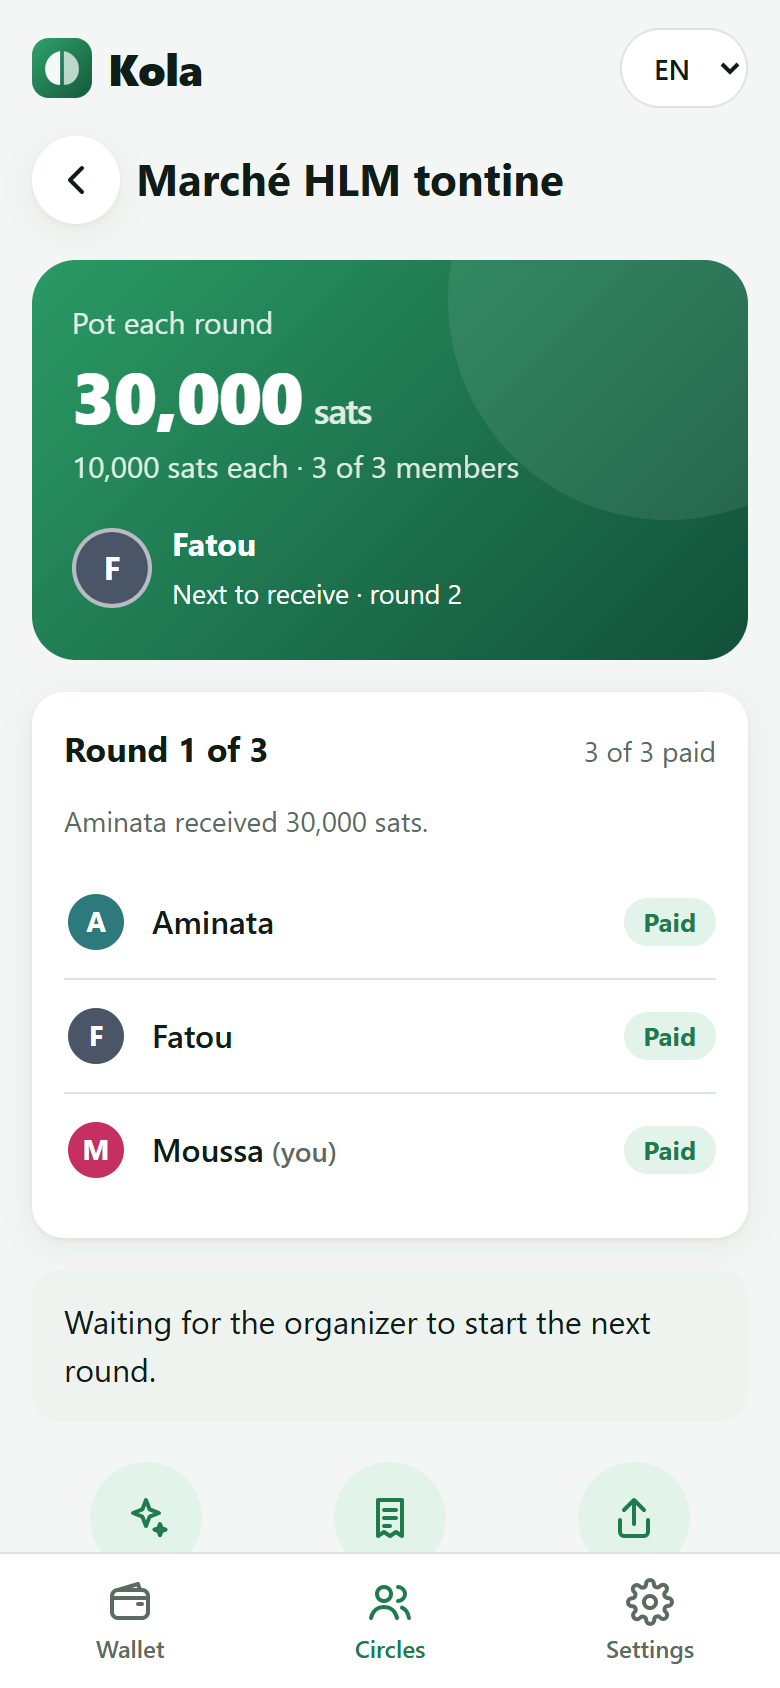 Kola
EN
Marché HLM tontine
Pot each round
30,000 sats
10,000 sats each · 3 of 3 members
F
Fatou
Next to receive · round 2
Round 1 of 3
3 of 3 paid
Aminata received 30,000 sats.
A
Aminata
Paid
F
Fatou
Paid
M
Moussa (you)
Paid
Waiting for the organizer to start the next
round.
Wallet
Circles
Settings